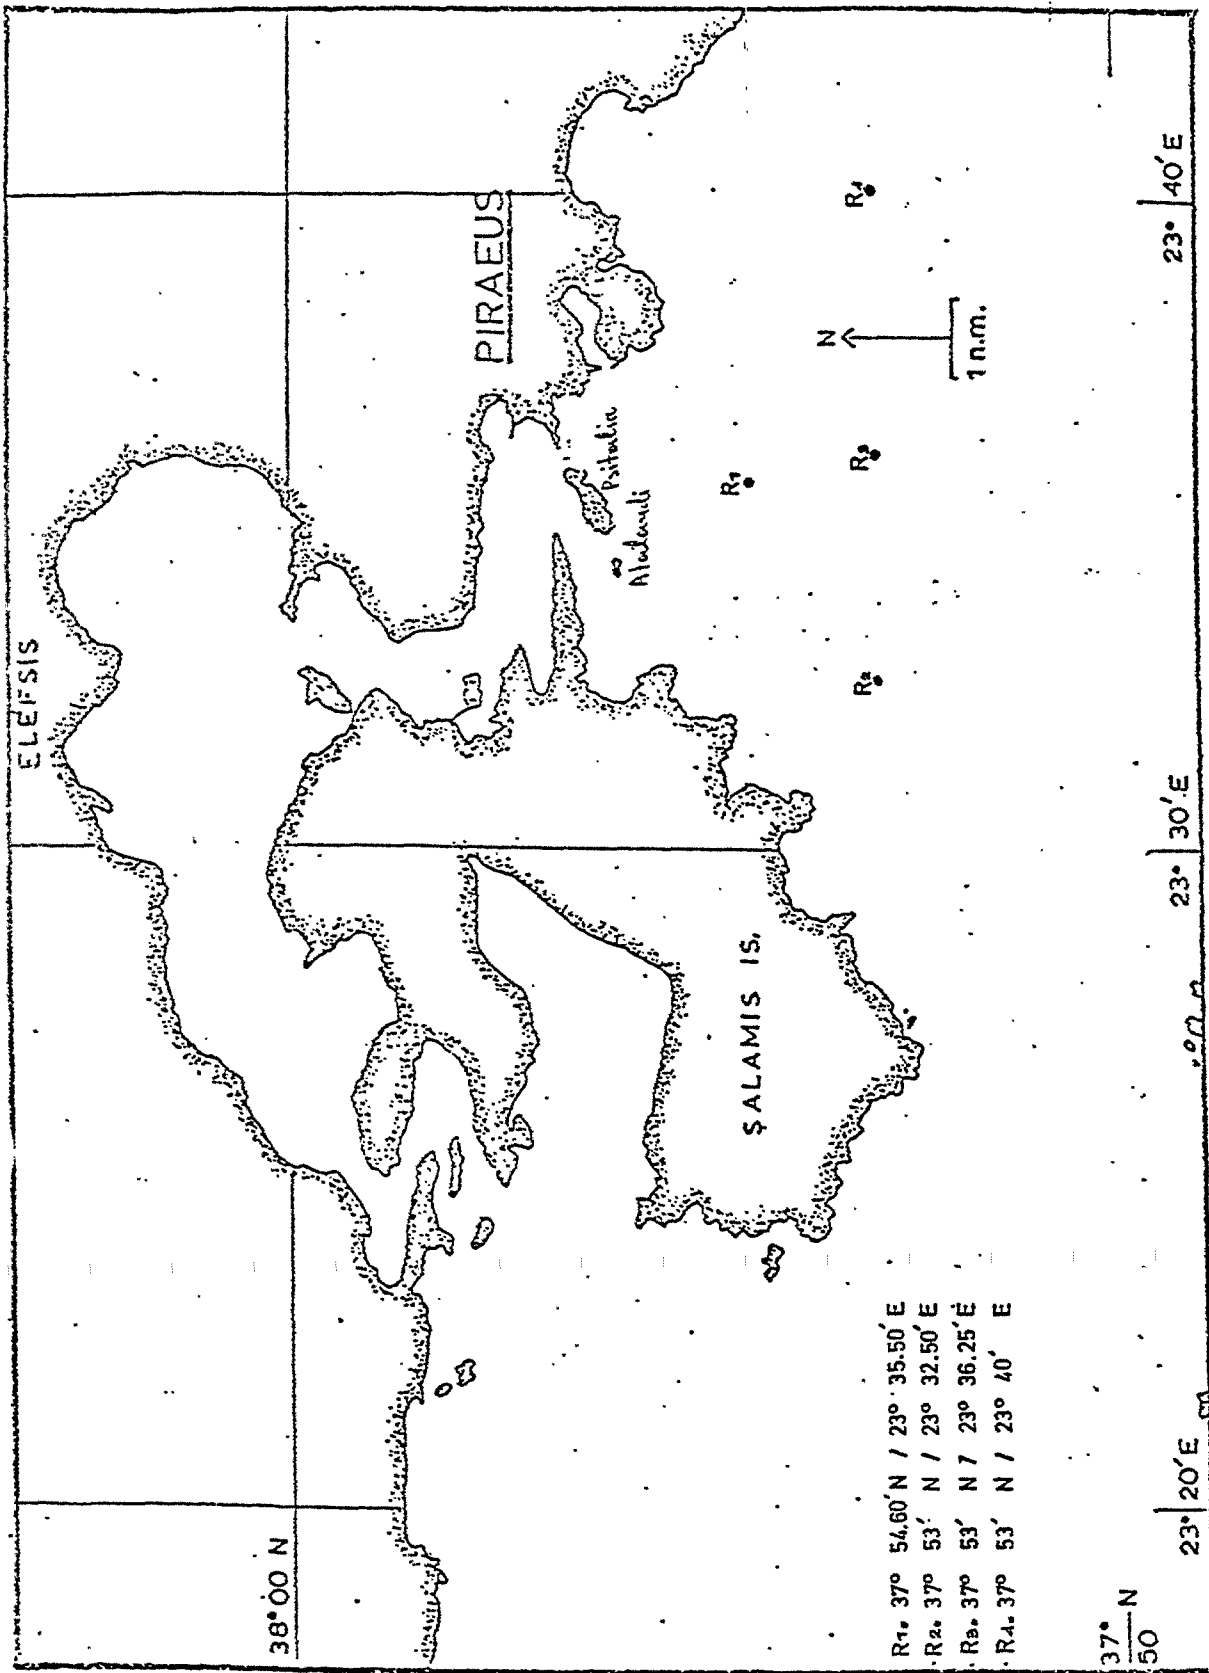 ELEFSIS
38°00 N
PIRAEUS
Psitalia
Atalandi
SALAMIS IS.
N
1 n.m.
R1
R2
R3
R4
R1. 37° 54.60′ N / 23° 35.50′ E
R2. 37° 53′ N / 23° 32.50′ E
R3. 37° 53′ N / 23° 36.25′ E
R4. 37° 53′ N / 23° 40′ E
37°
50 N
23° 20′E
23° 30′E
23° 40′E